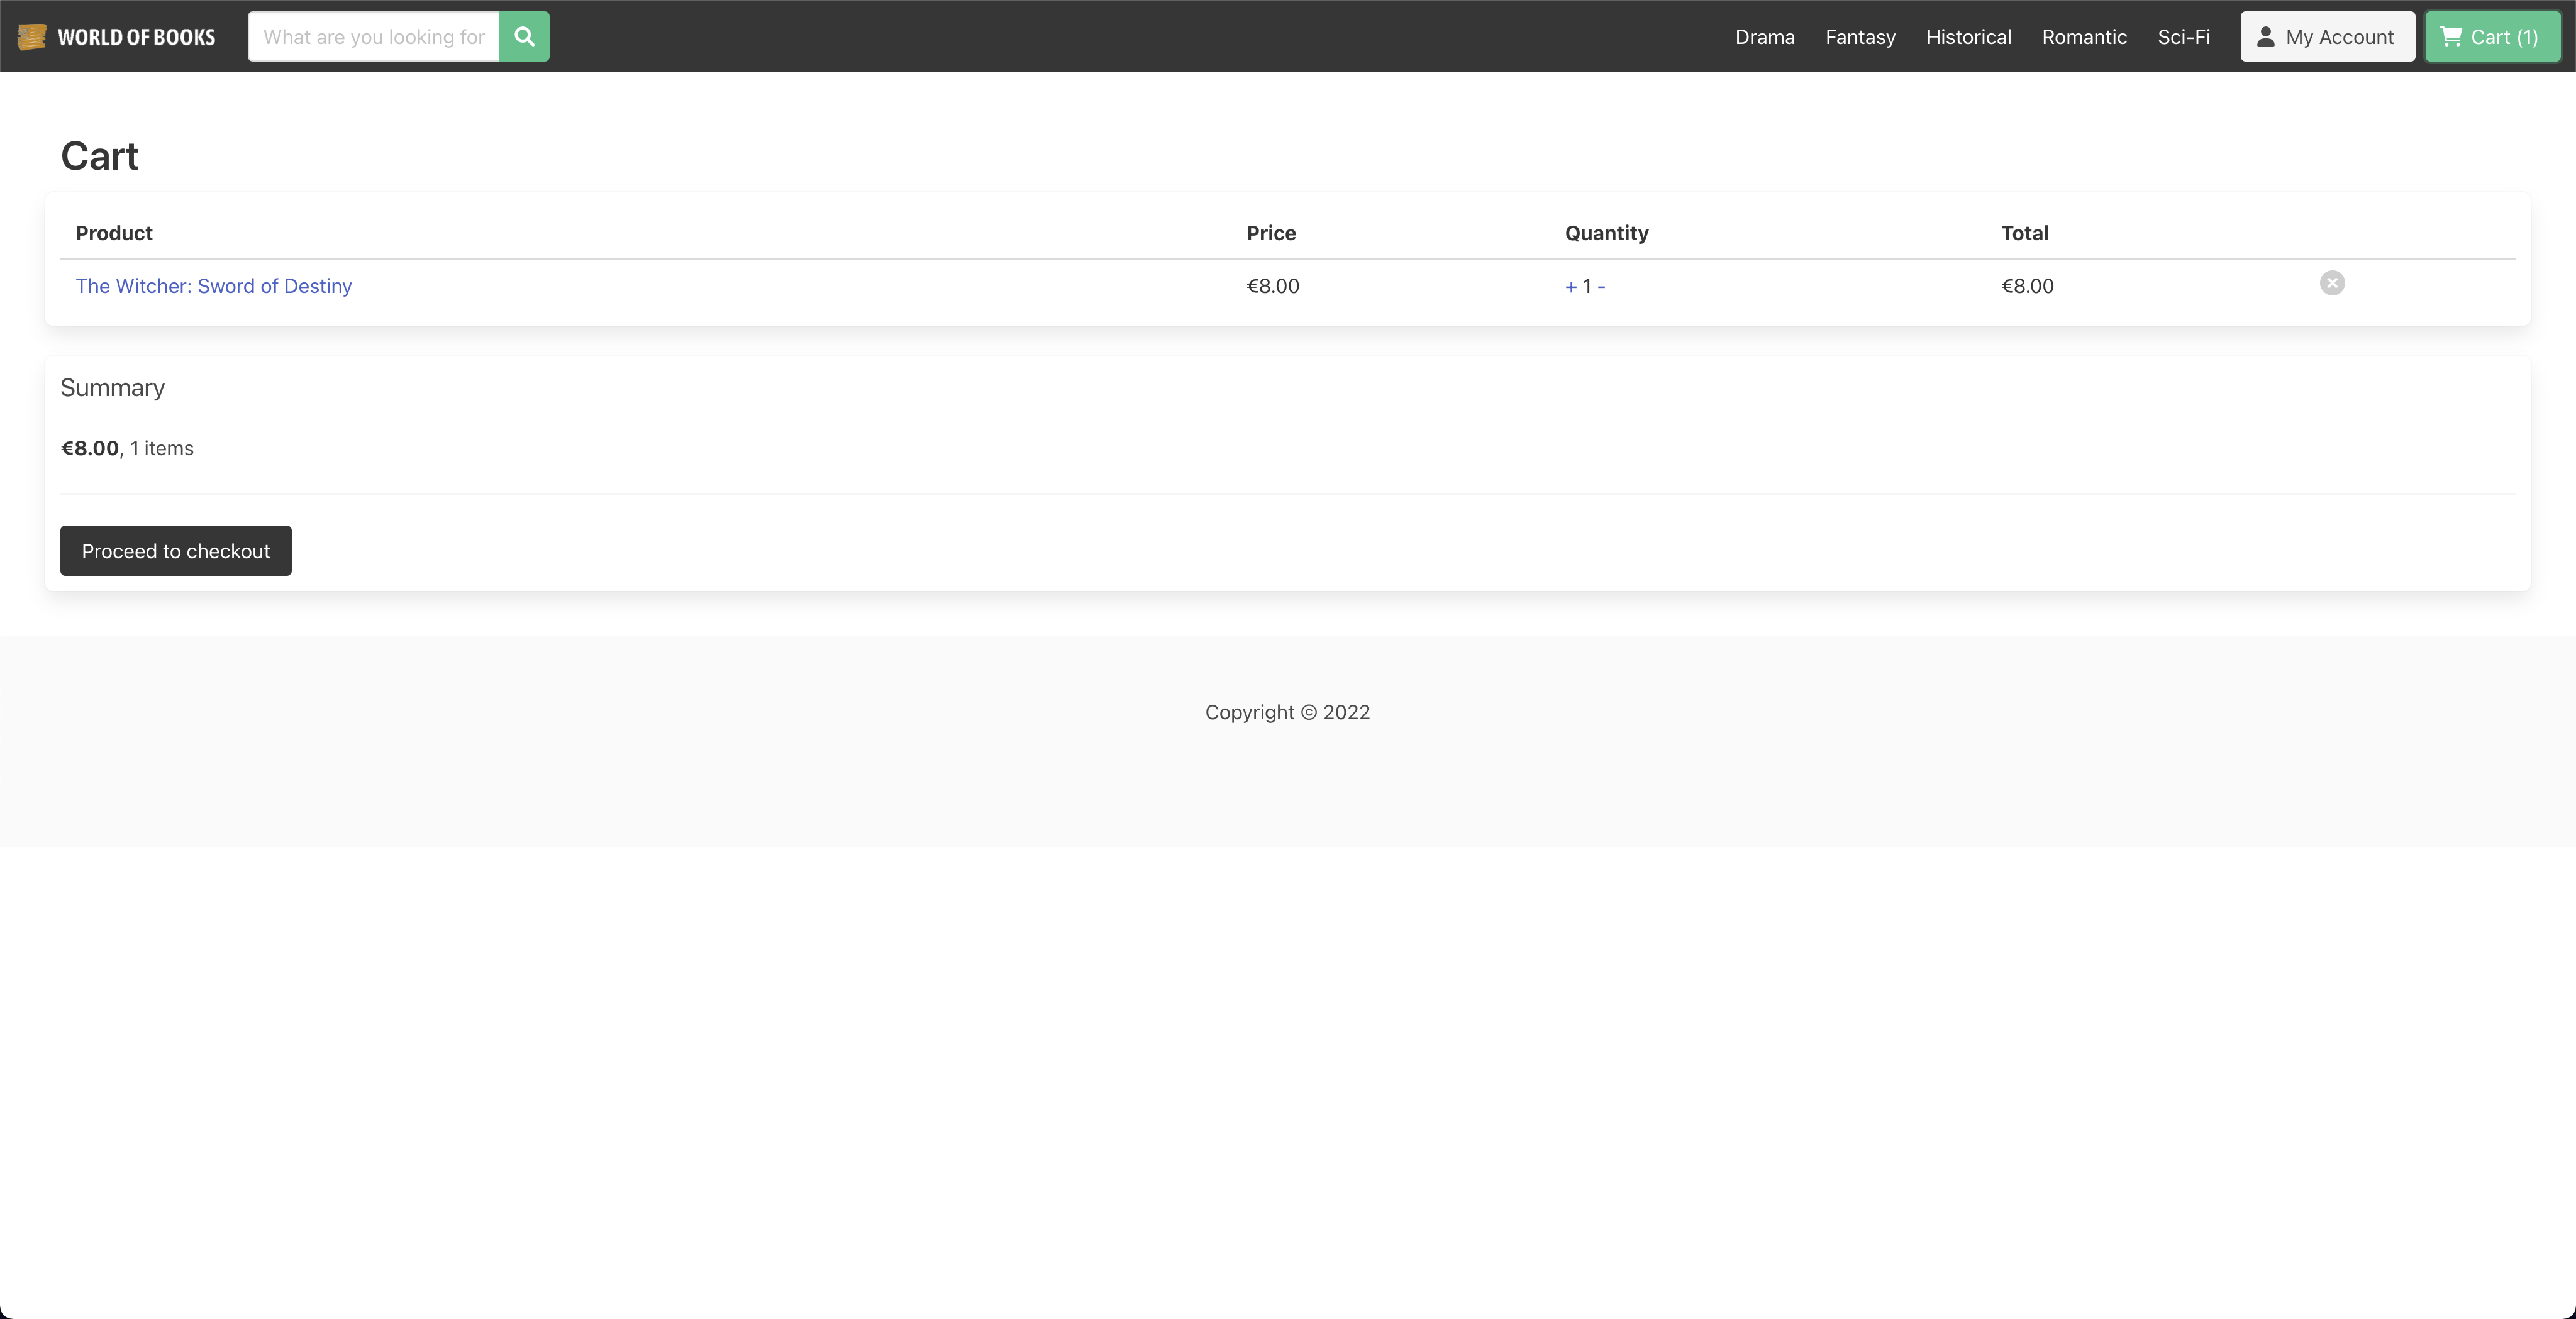 WORLD OF BOOKS What are you looking for Drama Fantasy Historical Romantic Sci-Fi My Account Cart (1)
Cart
Product Price Quantity Total
The Witcher: Sword of Destiny €8.00 + 1 - €8.00
Summary
€8.00, 1 items
Proceed to checkout
Copyright © 2022